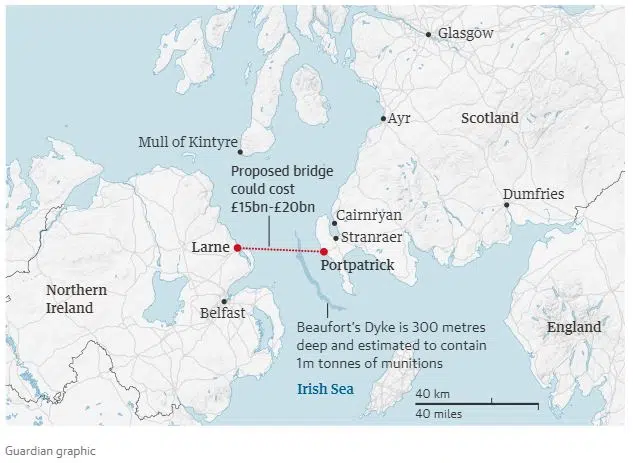 Glasgow
Scotland
Ayr
Mull of Kintyre
Proposed bridge
could cost
£15bn-£20bn
Dumfries
Cairnryan
Stranraer
Larne
Portpatrick
Northern
Ireland
Belfast
Beaufort's Dyke is 300 metres
deep and estimated to contain
1m tonnes of munitions
England
Irish Sea
40 km
40 miles
Guardian graphic